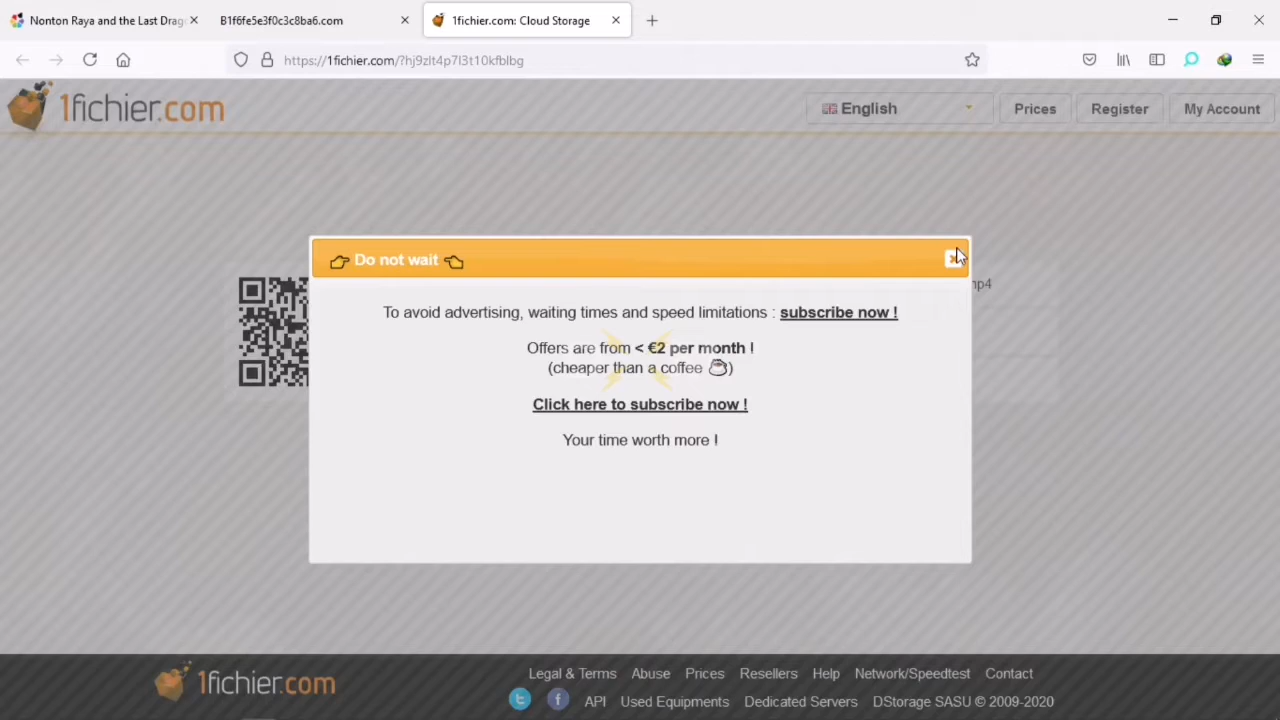 Nonton Raya and the Last Drag
B1f6fe5e3f0c3c8ba6.com
1fichier.com: Cloud Storage
https://1fichier.com/?hj9zlt4p7l3t10kfblbg
1fichier.com
English
Prices
Register
My Account
Do not wait
mp4
To avoid advertising, waiting times and speed limitations : subscribe now !
Offers are from < €2 per month !
(cheaper than a coffee ☕)
Click here to subscribe now !
Your time worth more !
1fichier.com
Legal & Terms Abuse Prices Resellers Help Network/Speedtest Contact
API Used Equipments Dedicated Servers DStorage SASU © 2009-2020